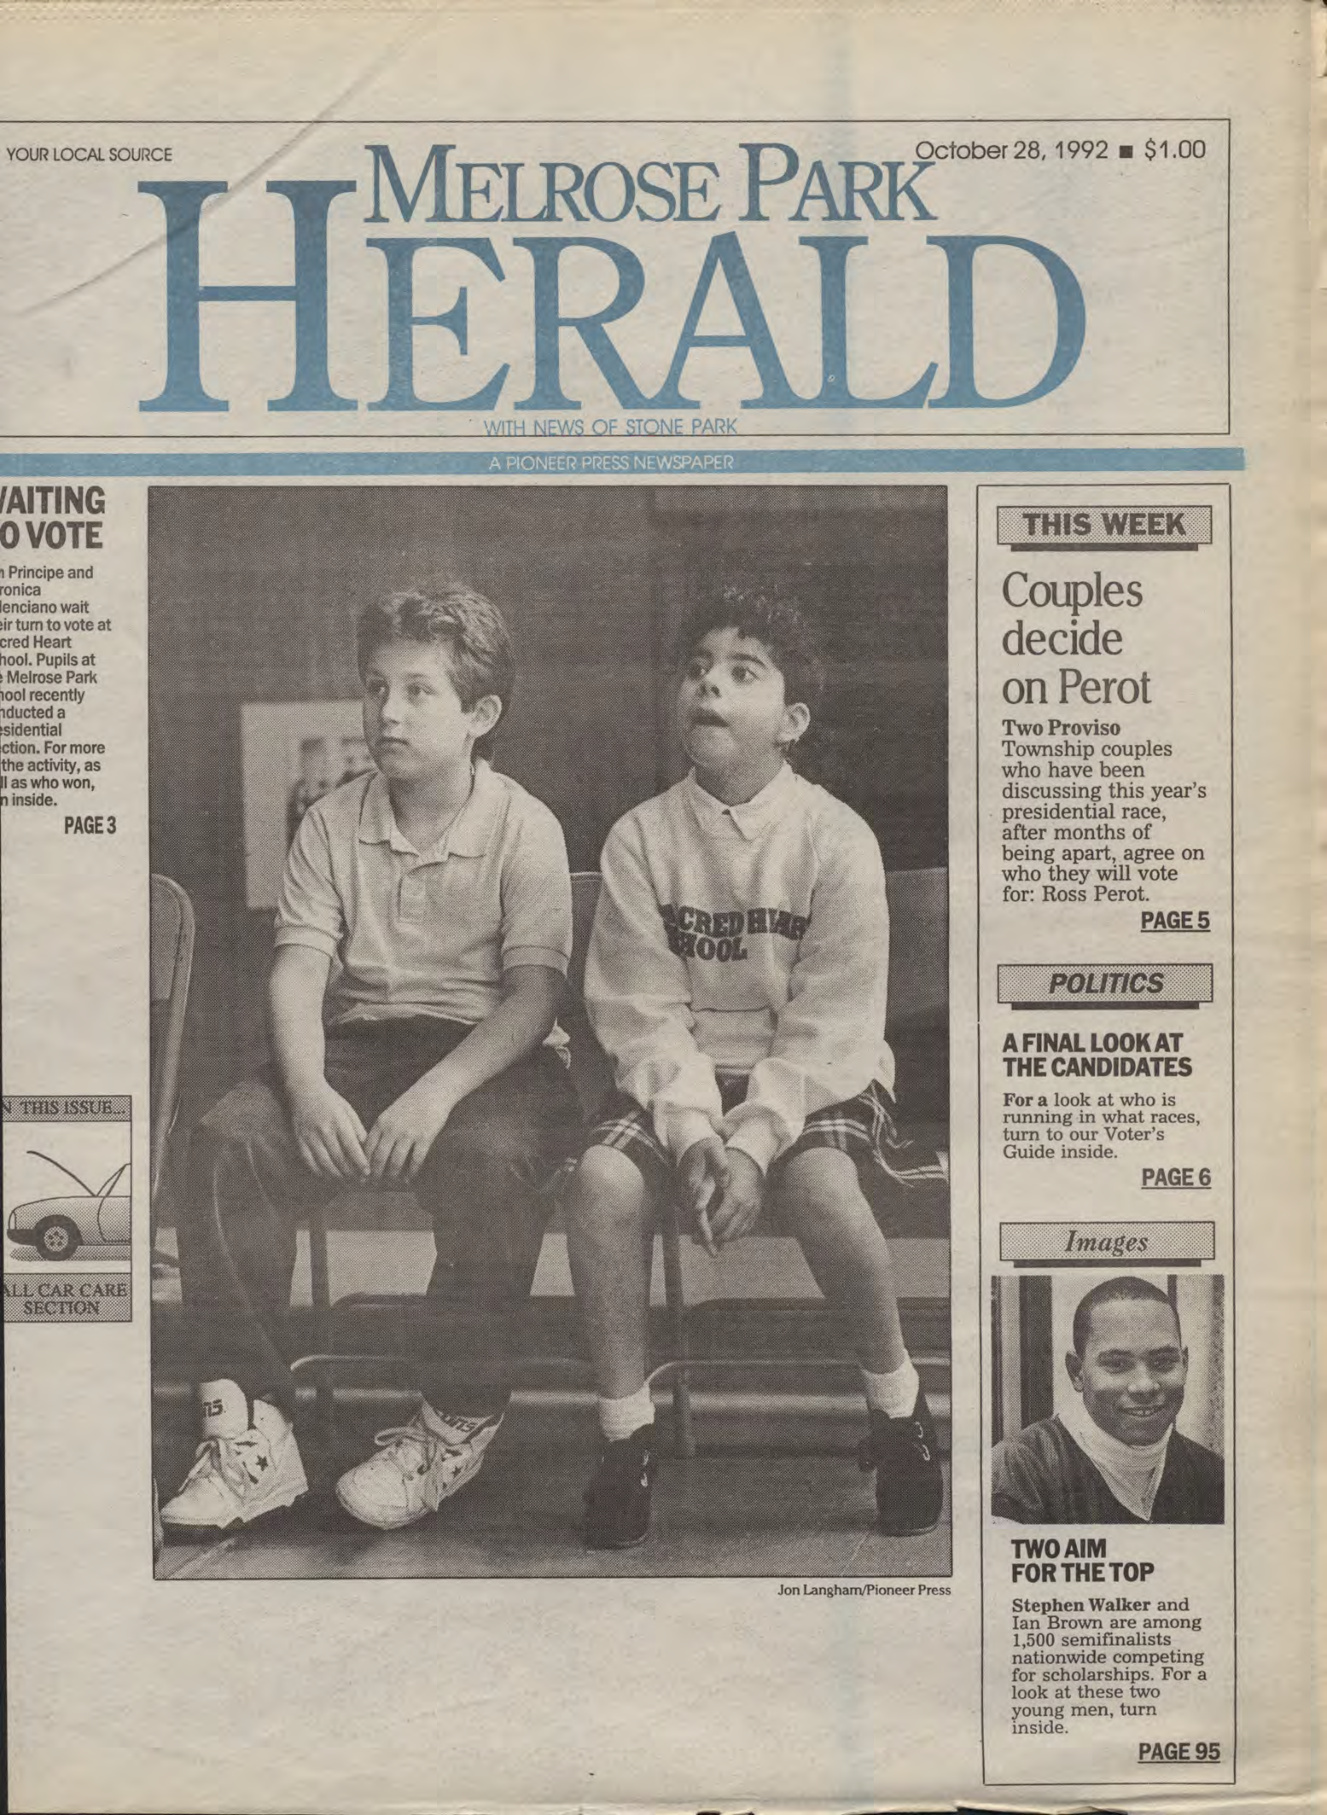 YOUR LOCAL SOURCE
October 28, 1992 ■ $1.00
MELROSE PARK
HERALD
WITH NEWS OF STONE PARK
A PIONEER PRESS NEWSPAPER
AITING
O VOTE
n Principe and
ronica
lenciano wait
eir turn to vote at
cred Heart
hool. Pupils at
e Melrose Park
hool recently
nducted a
esidential
ction. For more
the activity, as
ll as who won,
n inside.
PAGE 3
N THIS ISSUE...
ALL CAR CARE
SECTION
ACRED HEAR
HOOL
Jon Langham/Pioneer Press
THIS WEEK
Couples
decide
on Perot
Two Proviso
Township couples
who have been
discussing this year's
presidential race,
after months of
being apart, agree on
who they will vote
for: Ross Perot.
PAGE 5
POLITICS
A FINAL LOOK AT
THE CANDIDATES
For a look at who is
running in what races,
turn to our Voter's
Guide inside.
PAGE 6
Images
TWO AIM
FOR THE TOP
Stephen Walker and
Ian Brown are among
1,500 semifinalists
nationwide competing
for scholarships. For a
look at these two
young men, turn
inside.
PAGE 95